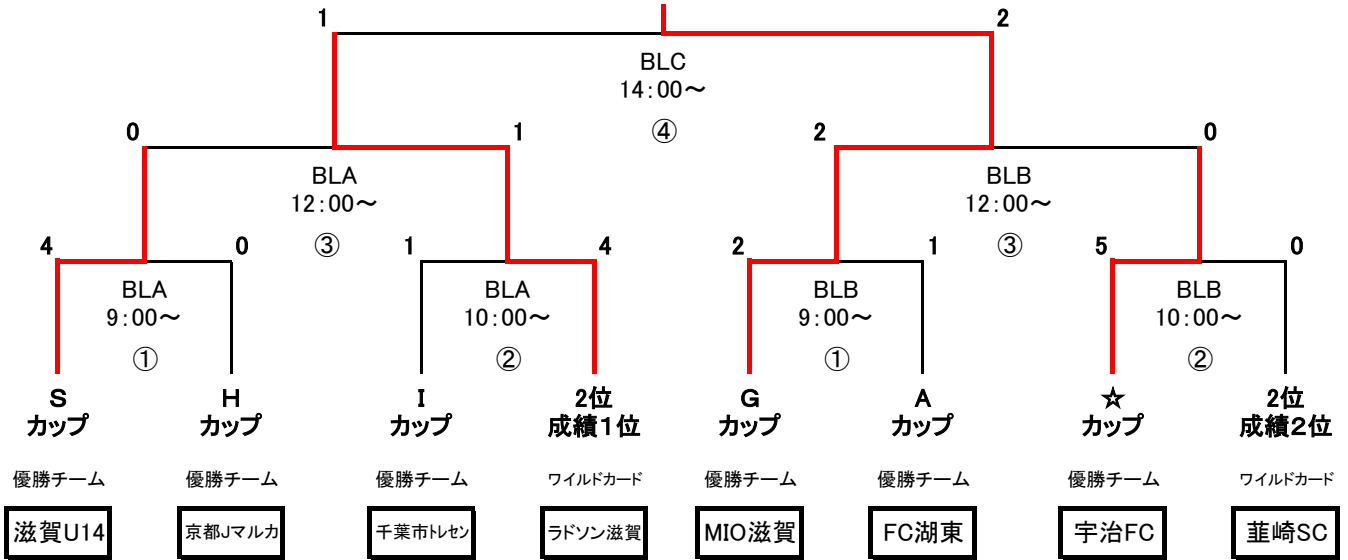 1 2
BLC
14:00～
④
0 1 2 0
BLA BLB
12:00～ 12:00～
③ ③
4 0 1 4 2 1 5 0
BLA BLA BLB BLB
9:00～ 10:00～ 9:00～ 10:00～
① ② ① ②
S H I 2位 G A ☆ 2位
カップ カップ カップ 成績1位 カップ カップ カップ 成績2位
優勝チーム 優勝チーム 優勝チーム ワイルドカード 優勝チーム 優勝チーム 優勝チーム ワイルドカード
滋賀U14 京都Jマルカ 千葉市トレセン ラドソン滋賀 MIO滋賀 FC湖東 宇治FC 韮崎SC